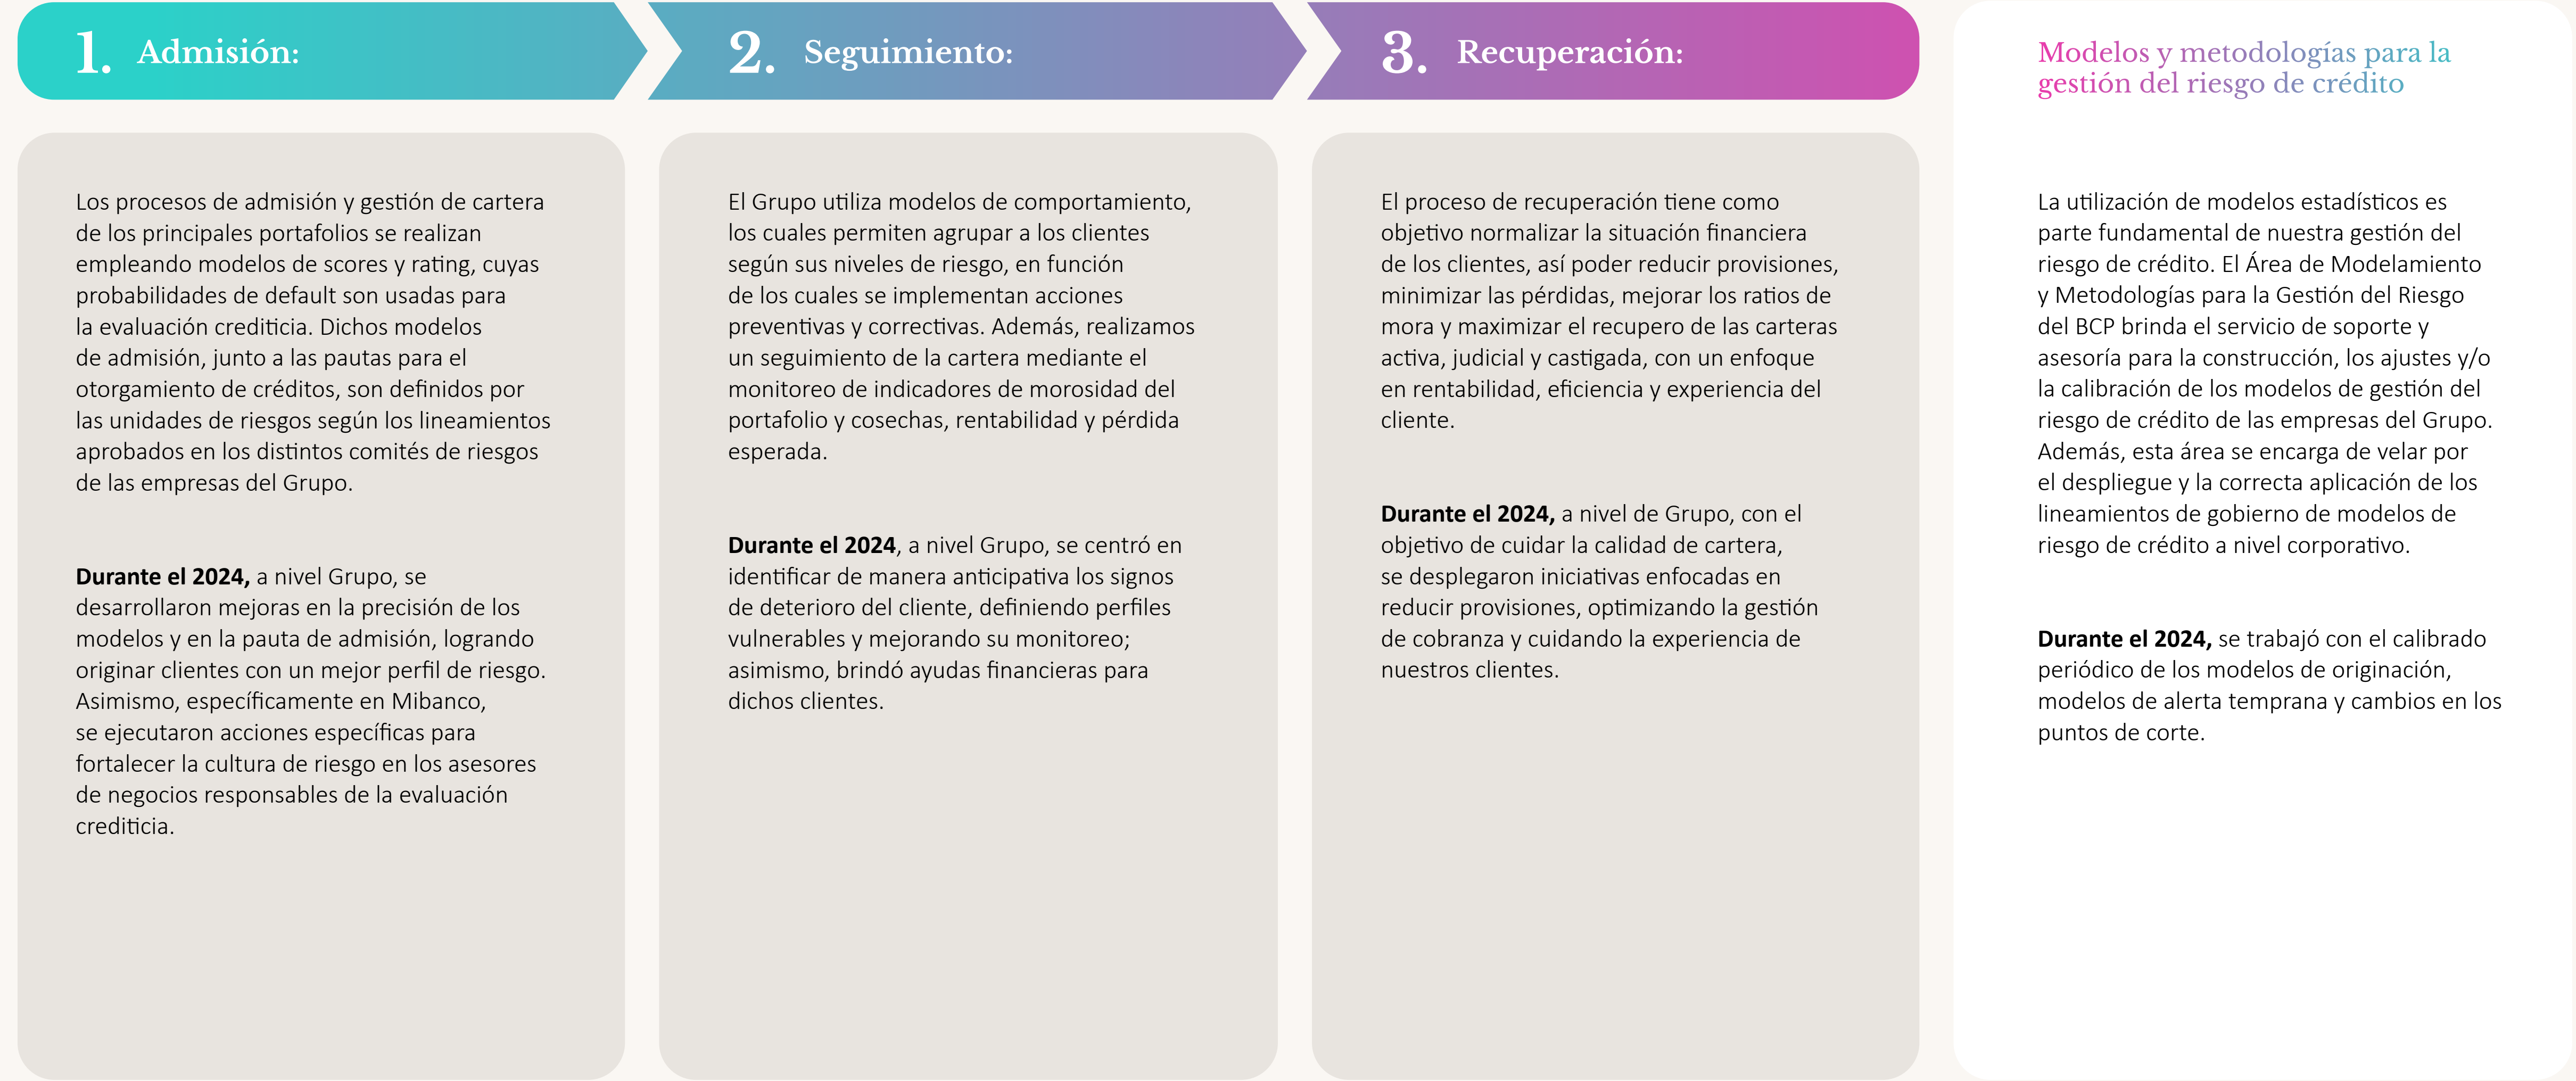 1. Admisión:
Los procesos de admisión y gestión de cartera
de los principales portafolios se realizan
empleando modelos de scores y rating, cuyas
probabilidades de default son usadas para
la evaluación crediticia. Dichos modelos
de admisión, junto a las pautas para el
otorgamiento de créditos, son definidos por
las unidades de riesgos según los lineamientos
aprobados en los distintos comités de riesgos
de las empresas del Grupo.
Durante el 2024, a nivel Grupo, se
desarrollaron mejoras en la precisión de los
modelos y en la pauta de admisión, logrando
originar clientes con un mejor perfil de riesgo.
Asimismo, específicamente en Mibanco,
se ejecutaron acciones específicas para
fortalecer la cultura de riesgo en los asesores
de negocios responsables de la evaluación
crediticia.
2. Seguimiento:
El Grupo utiliza modelos de comportamiento,
los cuales permiten agrupar a los clientes
según sus niveles de riesgo, en función
de los cuales se implementan acciones
preventivas y correctivas. Además, realizamos
un seguimiento de la cartera mediante el
monitoreo de indicadores de morosidad del
portafolio y cosechas, rentabilidad y pérdida
esperada.
Durante el 2024, a nivel Grupo, se centró en
identificar de manera anticipativa los signos
de deterioro del cliente, definiendo perfiles
vulnerables y mejorando su monitoreo;
asimismo, brindó ayudas financieras para
dichos clientes.
3. Recuperación:
El proceso de recuperación tiene como
objetivo normalizar la situación financiera
de los clientes, así poder reducir provisiones,
minimizar las pérdidas, mejorar los ratios de
mora y maximizar el recupero de las carteras
activa, judicial y castigada, con un enfoque
en rentabilidad, eficiencia y experiencia del
cliente.
Durante el 2024, a nivel de Grupo, con el
objetivo de cuidar la calidad de cartera,
se desplegaron iniciativas enfocadas en
reducir provisiones, optimizando la gestión
de cobranza y cuidando la experiencia de
nuestros clientes.
Modelos y metodologías para la
gestión del riesgo de crédito
La utilización de modelos estadísticos es
parte fundamental de nuestra gestión del
riesgo de crédito. El Área de Modelamiento
y Metodologías para la Gestión del Riesgo
del BCP brinda el servicio de soporte y
asesoría para la construcción, los ajustes y/o
la calibración de los modelos de gestión del
riesgo de crédito de las empresas del Grupo.
Además, esta área se encarga de velar por
el despliegue y la correcta aplicación de los
lineamientos de gobierno de modelos de
riesgo de crédito a nivel corporativo.
Durante el 2024, se trabajó con el calibrado
periódico de los modelos de originación,
modelos de alerta temprana y cambios en los
puntos de corte.